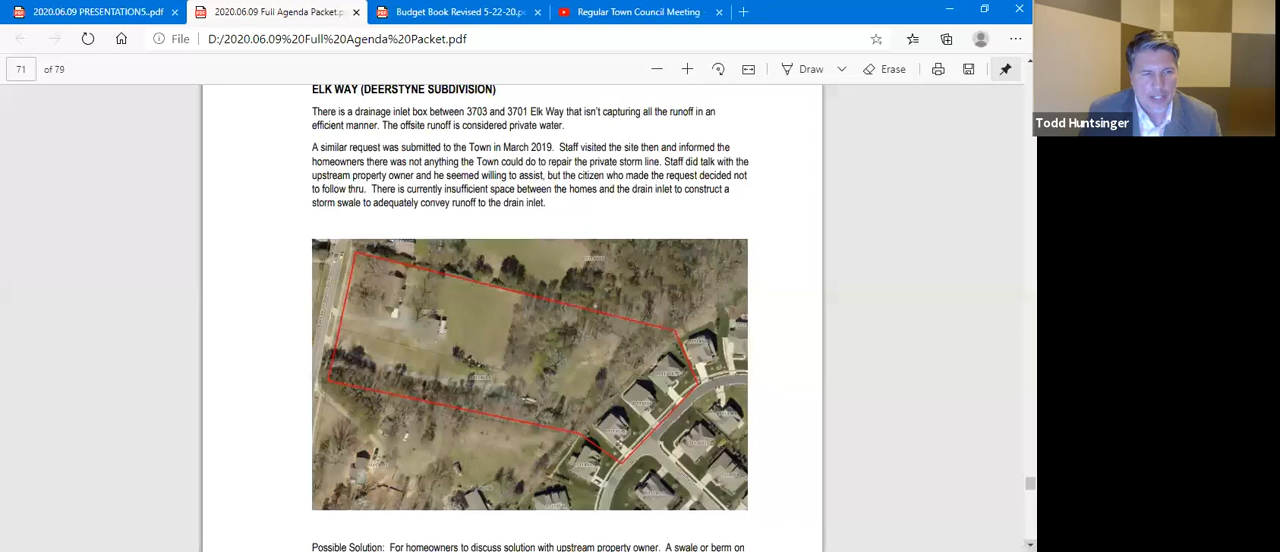 2020.06.09 PRESENTATION5..pdf
2020.06.09 Full Agenda Packet.p
Budget Book Revised 5-22-20.p
Regular Town Council Meeting -
File
D:/2020.06.09%20Full%20Agenda%20Packet.pdf
71 of 79
Draw
Erase
ELK WAY (DEERSTYNE SUBDIVISION)
There is a drainage inlet box between 3703 and 3701 Elk Way that isn't capturing all the runoff in an
efficient manner. The offsite runoff is considered private water.
A similar request was submitted to the Town in March 2019. Staff visited the site then and informed the
homeowners there was not anything the Town could do to repair the private storm line. Staff did talk with the
upstream property owner and he seemed willing to assist, but the citizen who made the request decided not
to follow thru. There is currently insufficient space between the homes and the drain inlet to construct a
storm swale to adequately convey runoff to the drain inlet.
Possible Solution: For homeowners to discuss solution with upstream property owner. A swale or berm on
Todd Huntsinger